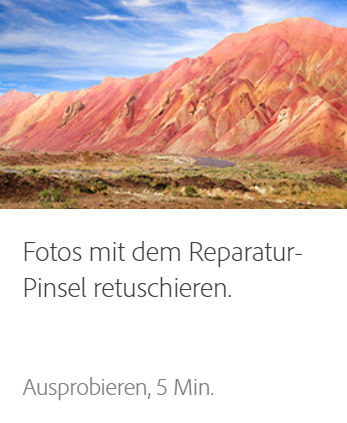 Fotos mit dem Reparatur-
Pinsel retuschieren.
Ausprobieren, 5 Min.